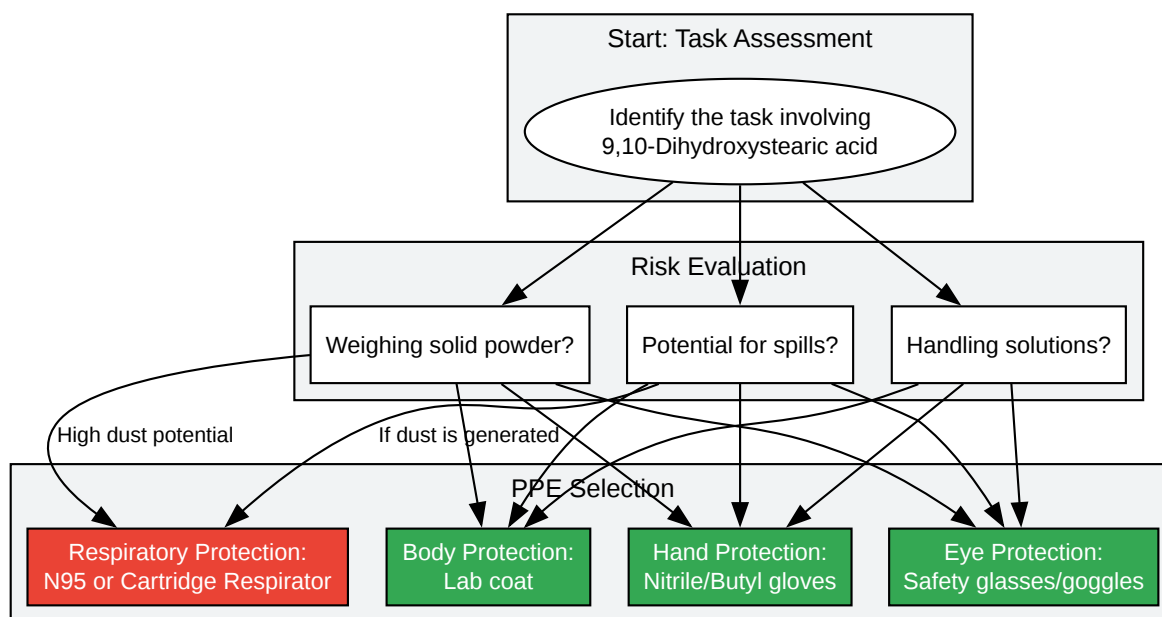 Start: Task Assessment
Identify the task involving
9,10-Dihydroxystearic acid
Risk Evaluation
Weighing solid powder?
Potential for spills?
Handling solutions?
High dust potential
If dust is generated
PPE Selection
Respiratory Protection:
N95 or Cartridge Respirator
Body Protection:
Lab coat
Hand Protection:
Nitrile/Butyl gloves
Eye Protection:
Safety glasses/goggles